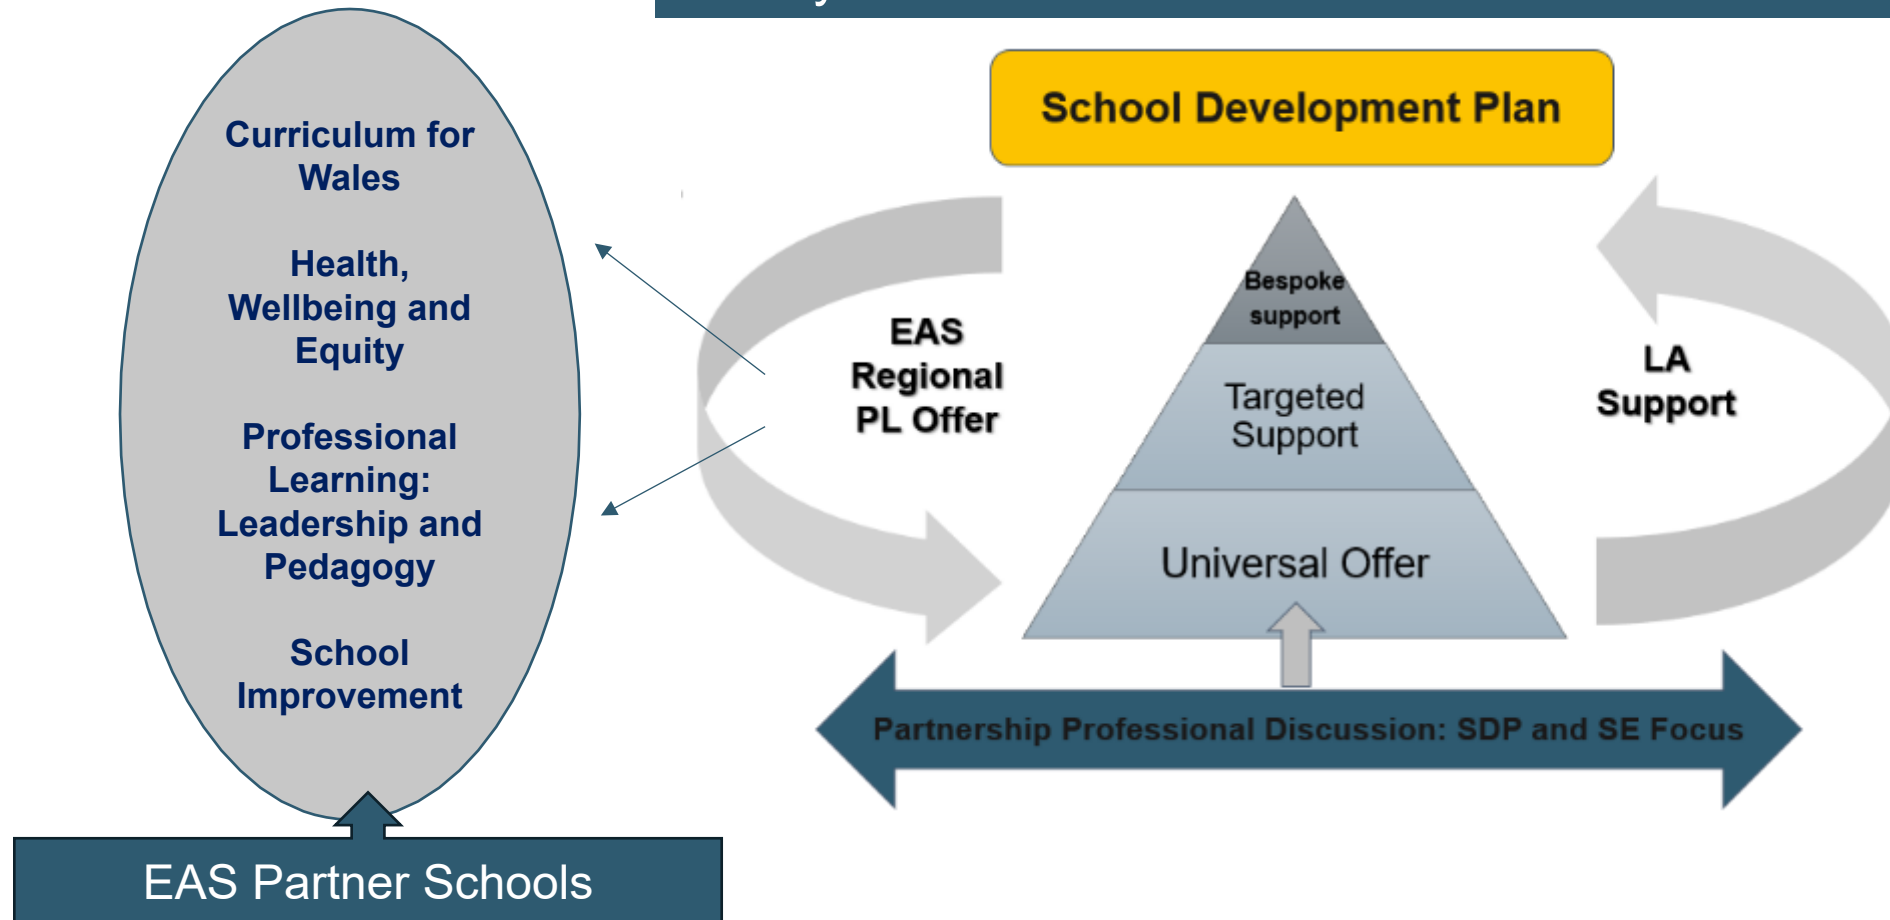 School Development Plan
Curriculum for
Wales
Health,
Wellbeing and
Equity
Professional
Learning:
Leadership and
Pedagogy
School
Improvement
EAS Partner Schools
EAS
Regional
PL Offer
Bespoke
support
Targeted
Support
Universal Offer
LA
Support
Partnership Professional Discussion: SDP and SE Focus